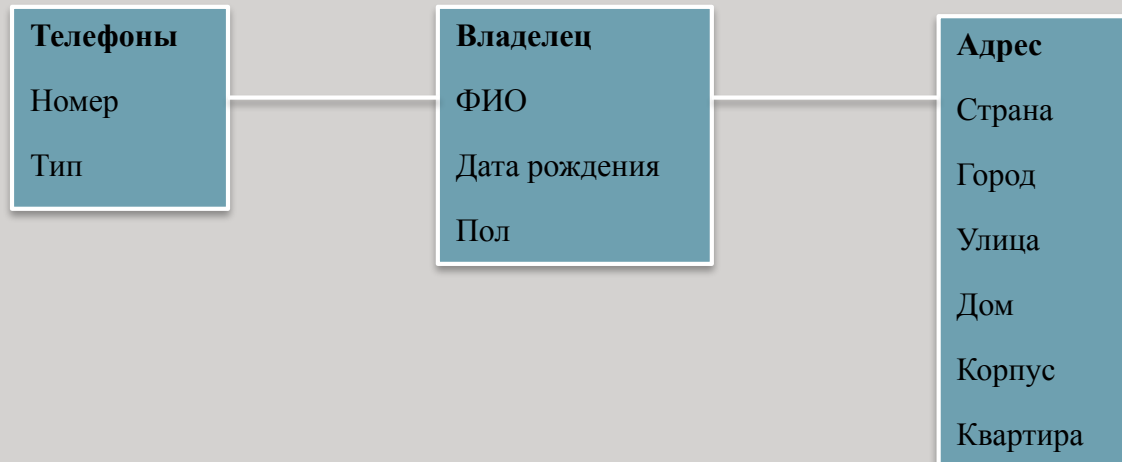 Телефоны
Номер
Тип
Владелец
ФИО
Дата рождения
Пол
Адрес
Страна
Город
Улица
Дом
Корпус
Квартира